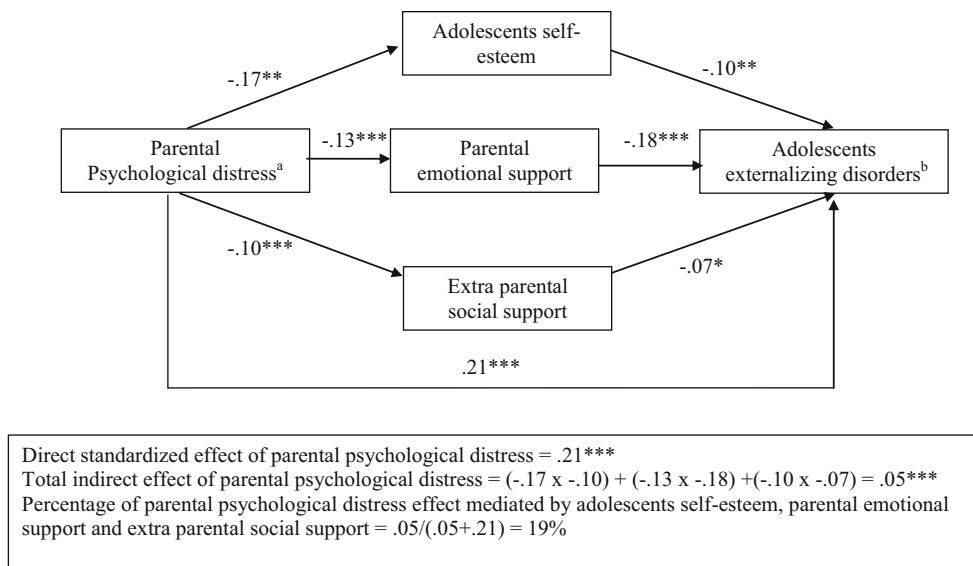 Adolescents self-
esteem
-.17**
-.10**
Parental
Psychological distressa
-.13***
Parental
emotional support
-.18***
Adolescents
externalizing disordersb
-.10***
Extra parental
social support
-.07*
.21***
Direct standardized effect of parental psychological distress = .21***
Total indirect effect of parental psychological distress = (-.17 x -.10) + (-.13 x -.18) +(-.10 x -.07) = .05***
Percentage of parental psychological distress effect mediated by adolescents self-esteem, parental emotional
support and extra parental social support = .05/(.05+.21) = 19%